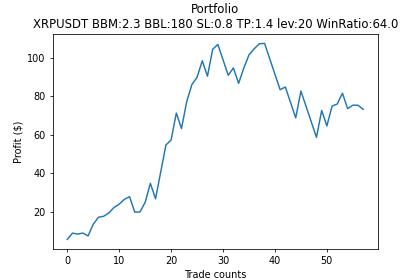 Portfolio
XRPUSDT BBM:2.3 BBL:180 SL:0.8 TP:1.4 lev:20 WinRatio:64.0
Profit ($)
100
80
60
40
20
0
10
20
30
40
50
Trade counts